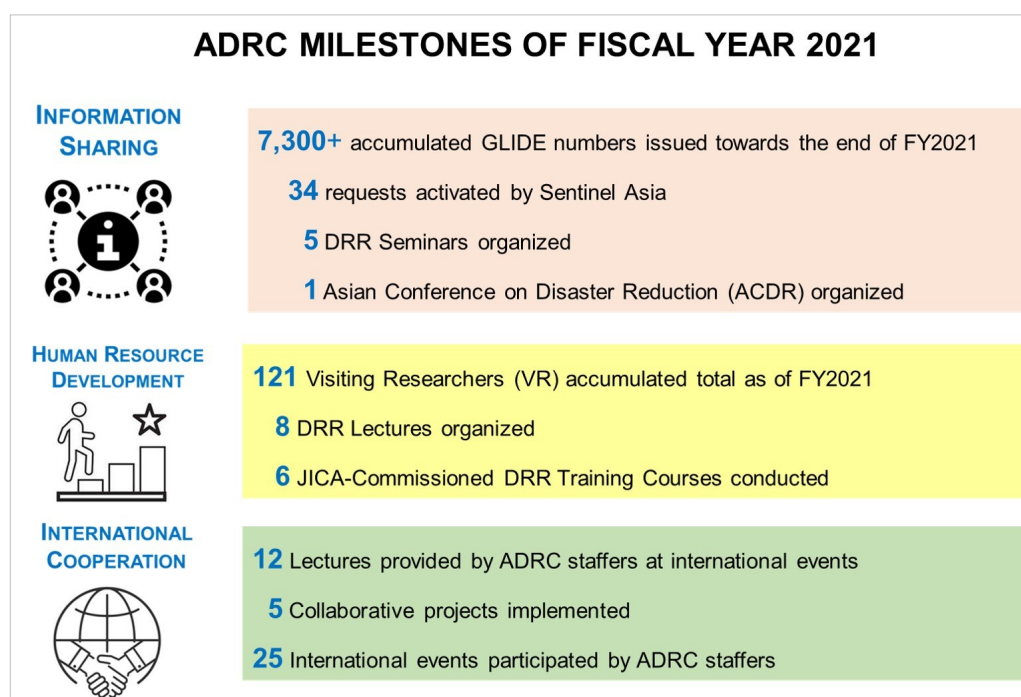 ADRC MILESTONES OF FISCAL YEAR 2021
INFORMATION
SHARING
7,300+ accumulated GLIDE numbers issued towards the end of FY2021
34 requests activated by Sentinel Asia
5 DRR Seminars organized
1 Asian Conference on Disaster Reduction (ACDR) organized
HUMAN RESOURCE
DEVELOPMENT
121 Visiting Researchers (VR) accumulated total as of FY2021
8 DRR Lectures organized
6 JICA-Commissioned DRR Training Courses conducted
INTERNATIONAL
COOPERATION
12 Lectures provided by ADRC staffers at international events
5 Collaborative projects implemented
25 International events participated by ADRC staffers